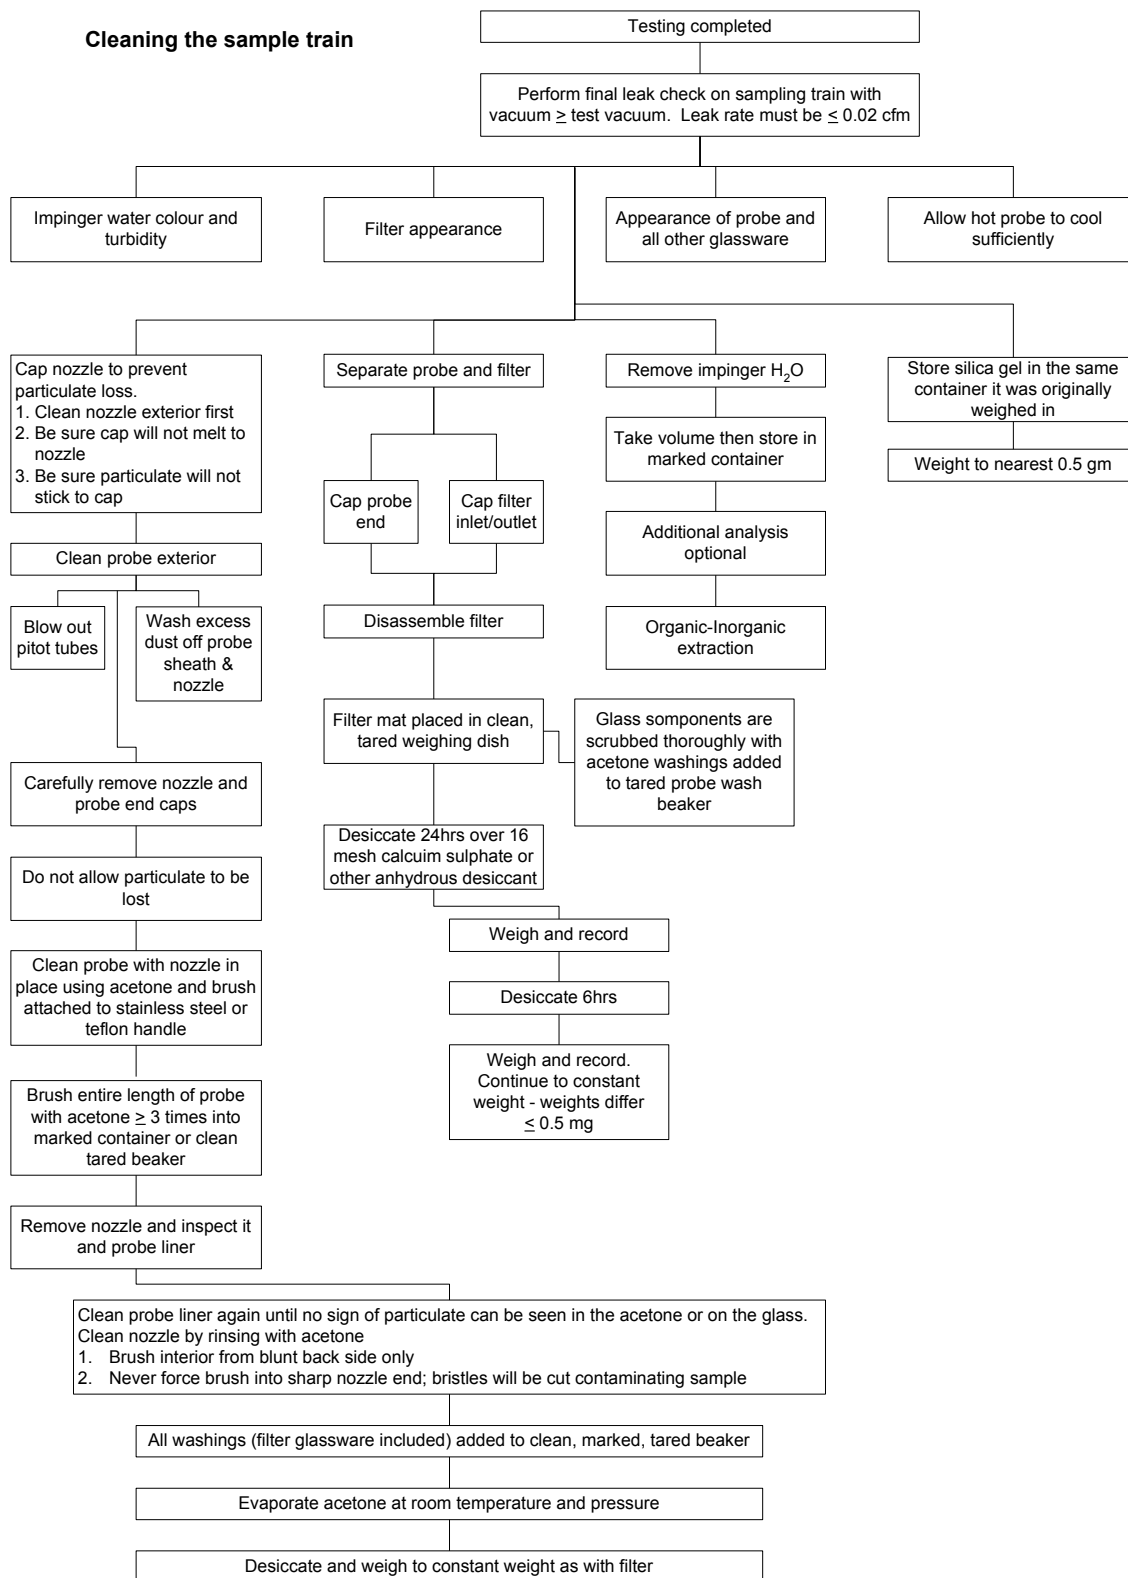 Cleaning the sample train
Testing completed
Perform final leak check on sampling train with
vacuum ≥ test vacuum.  Leak rate must be ≤ 0.02 cfm
Impinger water colour and
turbidity
Filter appearance
Appearance of probe and
all other glassware
Allow hot probe to cool
sufficiently
Cap nozzle to prevent
particulate loss.
1. Clean nozzle exterior first
2. Be sure cap will not melt to
nozzle
3. Be sure particulate will not
stick to cap
Separate probe and filter
Remove impinger H₂O
Store silica gel in the same
container it was originally
weighed in
Take volume then store in
marked container
Weight to nearest 0.5 gm
Cap probe
end
Cap filter
inlet/outlet
Additional analysis
optional
Clean probe exterior
Blow out
pitot tubes
Wash excess
dust off probe
sheath &
nozzle
Disassemble filter
Organic-Inorganic
extraction
Filter mat placed in clean,
tared weighing dish
Glass somponents are
scrubbed thoroughly with
acetone washings added
to tared probe wash
beaker
Carefully remove nozzle and
probe end caps
Desiccate 24hrs over 16
mesh calcuim sulphate or
other anhydrous desiccant
Do not allow particulate to be
lost
Weigh and record
Clean probe with nozzle in
place using acetone and brush
attached to stainless steel or
teflon handle
Desiccate 6hrs
Weigh and record.
Continue to constant
weight - weights differ
≤ 0.5 mg
Brush entire length of probe
with acetone ≥ 3 times into
marked container or clean
tared beaker
Remove nozzle and inspect it
and probe liner
Clean probe liner again until no sign of particulate can be seen in the acetone or on the glass.
Clean nozzle by rinsing with acetone
1. Brush interior from blunt back side only
2. Never force brush into sharp nozzle end; bristles will be cut contaminating sample
All washings (filter glassware included) added to clean, marked, tared beaker
Evaporate acetone at room temperature and pressure
Desiccate and weigh to constant weight as with filter